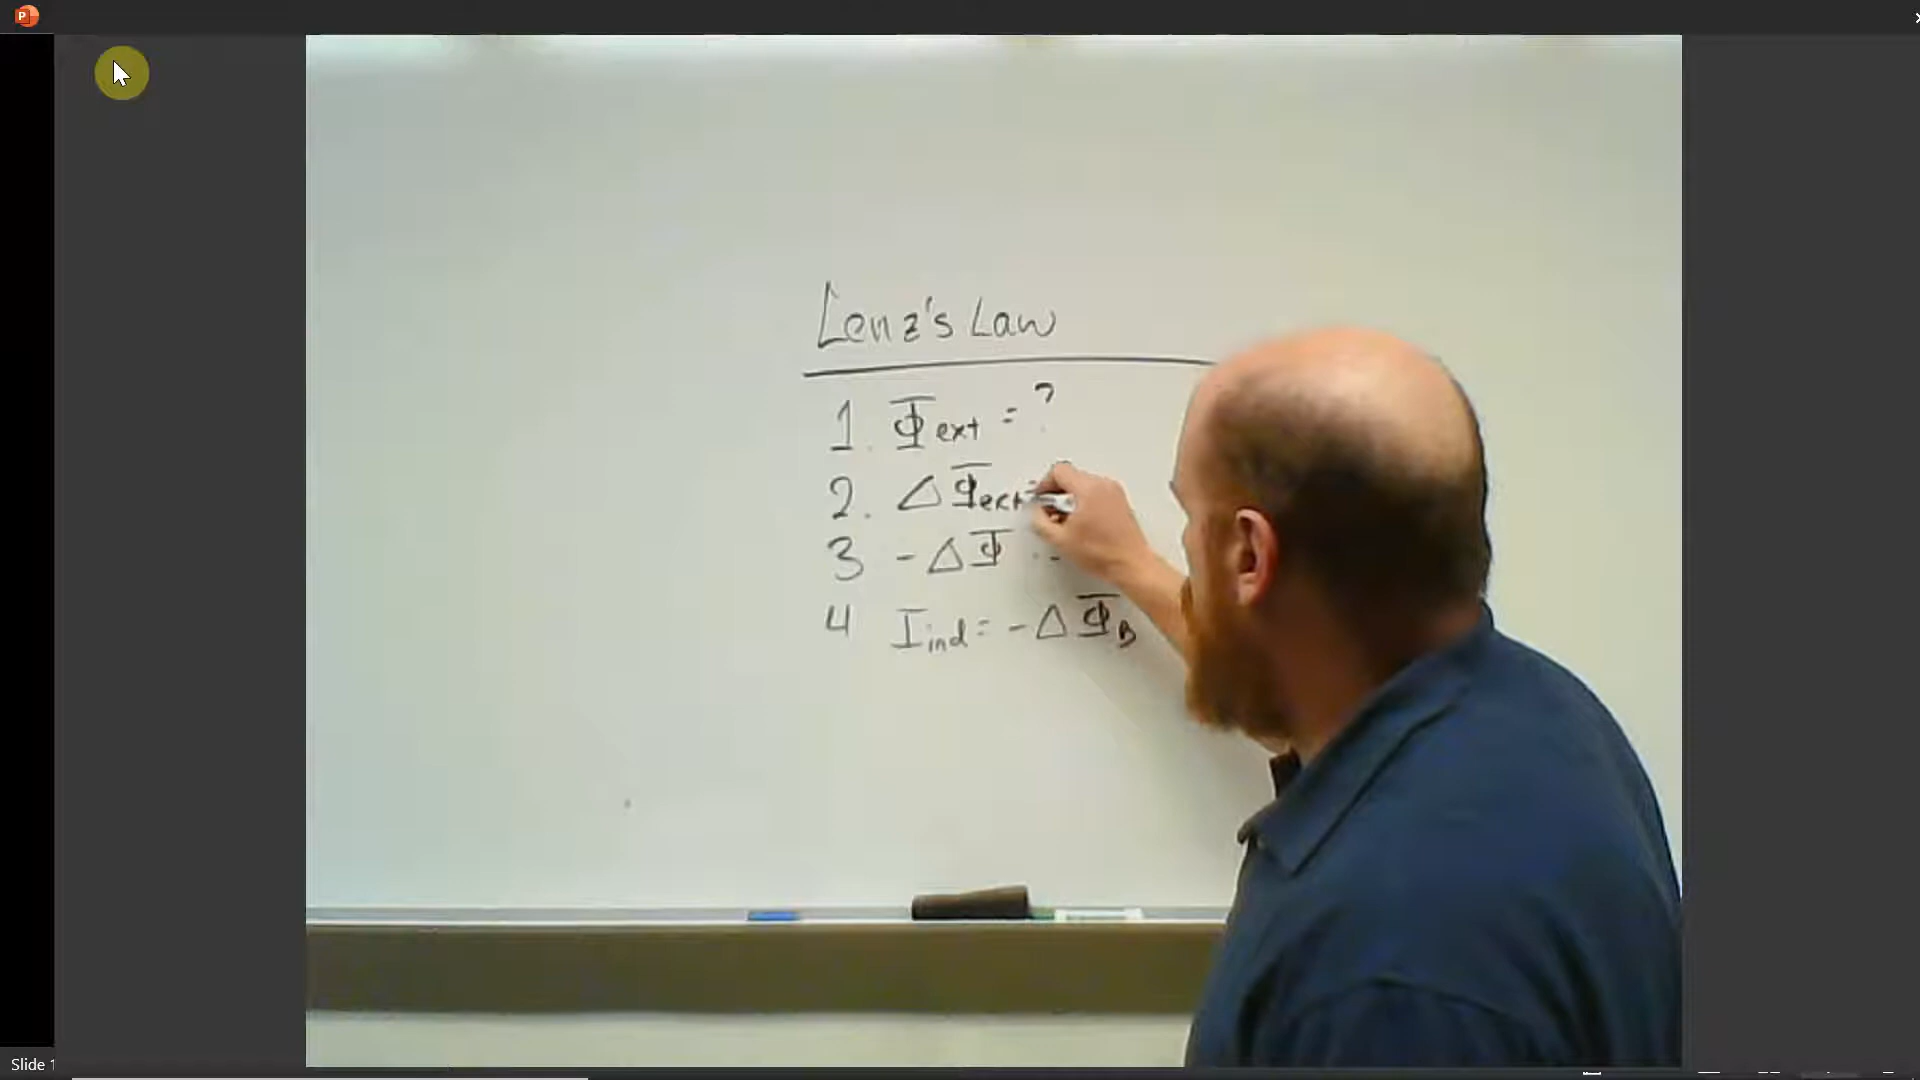 P
Lenz's Law
1. Φext = ?
2. ΔΦext=
3 -ΔΦ
4 Iind = -ΔΦB
Slide 1